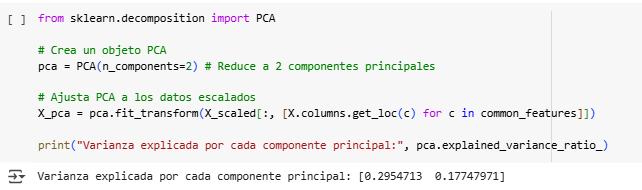 [ ] from sklearn.decomposition import PCA
# Crea un objeto PCA
pca = PCA(n_components=2) # Reduce a 2 componentes principales
# Ajusta PCA a los datos escalados
X_pca = pca.fit_transform(X_scaled[:, [X.columns.get_loc(c) for c in common_features]])
print("Varianza explicada por cada componente principal:", pca.explained_variance_ratio_)
Varianza explicada por cada componente principal: [0.2954713  0.17747971]